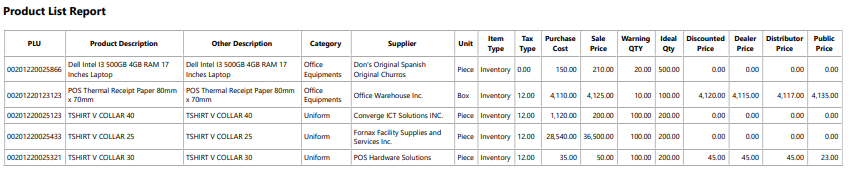 Product List Report
PLU Product Description Other Description Category Supplier Unit Item Type Tax Type Purchase Cost Sale Price Warning QTY Ideal Qty Discounted Price Dealer Price Distributor Price Public Price
00201220025866 Dell Intel I3 500GB 4GB RAM 17 Inches Laptop Dell Intel I3 500GB 4GB RAM 17 Inches Laptop Office Equipments Don's Original Spanish Original Churros Piece Inventory 0.00 150.00 210.00 20.00 500.00 0.00 0.00 0.00 0.00
00201220123123 POS Thermal Receipt Paper 80mm x 70mm POS Thermal Receipt Paper 80mm x 70mm Office Equipments Office Warehouse Inc. Box Inventory 12.00 4,110.00 4,125.00 10.00 100.00 4,120.00 4,115.00 4,117.00 4,135.00
00201220025123 TSHIRT V COLLAR 40 TSHIRT V COLLAR 40 Uniform Converge ICT Solutions INC. Piece Inventory 12.00 1,120.00 200.00 100.00 200.00 0.00 0.00 0.00 0.00
00201220025433 TSHIRT V COLLAR 25 TSHIRT V COLLAR 25 Uniform Fornax Facility Supplies and Services Inc. Piece Inventory 12.00 28,540.00 36,500.00 100.00 200.00 0.00 0.00 0.00 0.00
00201220025321 TSHIRT V COLLAR 30 TSHIRT V COLLAR 30 Uniform POS Hardware Solutions Piece Inventory 12.00 35.00 50.00 100.00 200.00 45.00 45.00 45.00 23.00